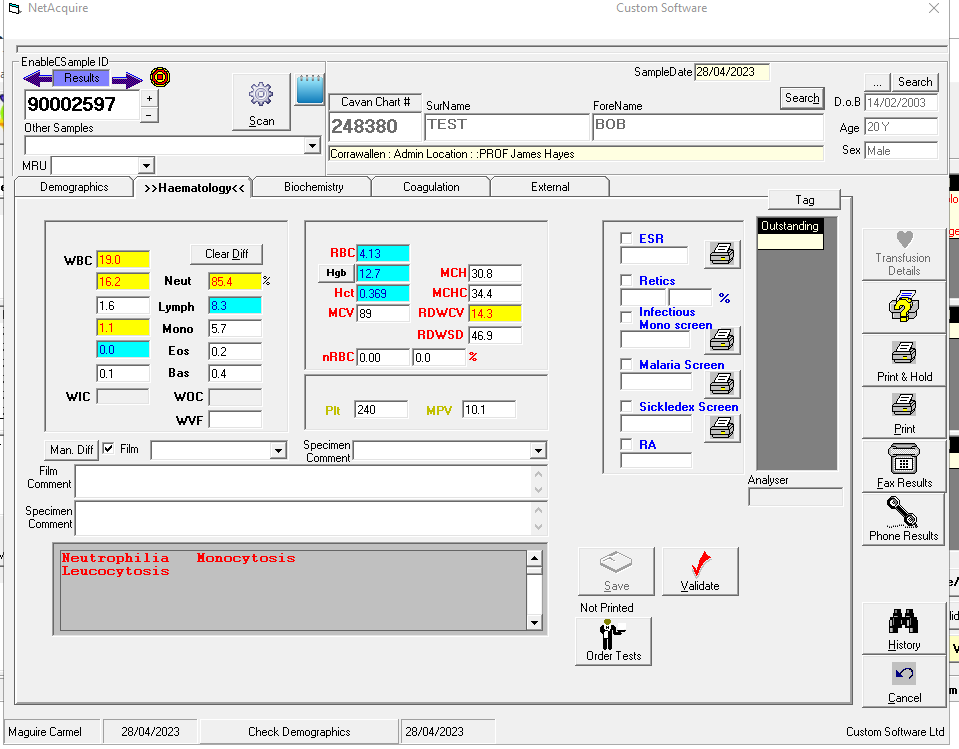 NetAcquire Custom Software
EnableCSample ID
Results
90002597
+
-
Other Samples
MRU
Scan
SampleDate 28/04/2023
Cavan Chart # SurName ForeName Search
248380 TEST BOB
Corrawallen : Admin Location : :PROF James Hayes
... Search
D.o.B 14/02/2003
Age 20Y
Sex Male
Demographics >>Haematology<< Biochemistry Coagulation External
Tag
Clear Diff
WBC 19.0
16.2 Neut 85.4 %
1.6 Lymph 8.3
1.1 Mono 5.7
0.0 Eos 0.2
0.1 Bas 0.4
WIC WOC
WVF
RBC 4.13
Hgb 12.7 MCH 30.8
Hct 0.369 MCHC 34.4
MCV 89 RDWCV 14.3
RDWSD 46.9
nRBC 0.00 0.0 %
Plt 240 MPV 10.1
ESR
Retics
%
Infectious
Mono screen
Malaria Screen
Sickledex Screen
RA
Outstanding
Analyser
Man. Diff Film
Specimen
Comment
Film
Comment
Specimen
Comment
Neutrophilia Monocytosis
Leucocytosis
Save Validate
Not Printed
Order Tests
Transfusion
Details
Print & Hold
Print
Fax Results
Phone Results
History
Cancel
Maguire Carmel 28/04/2023 Check Demographics 28/04/2023 Custom Software Ltd